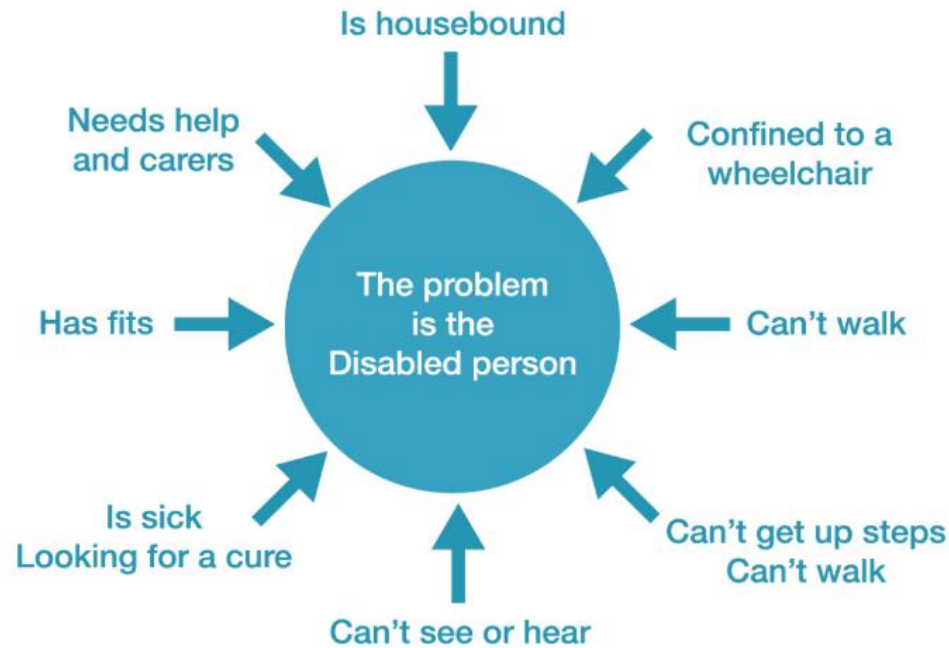 Is housebound
Needs help
and carers
Confined to a
wheelchair
The problem
is the
Disabled person
Has fits
Can't walk
Is sick
Looking for a cure
Can't get up steps
Can't walk
Can't see or hear